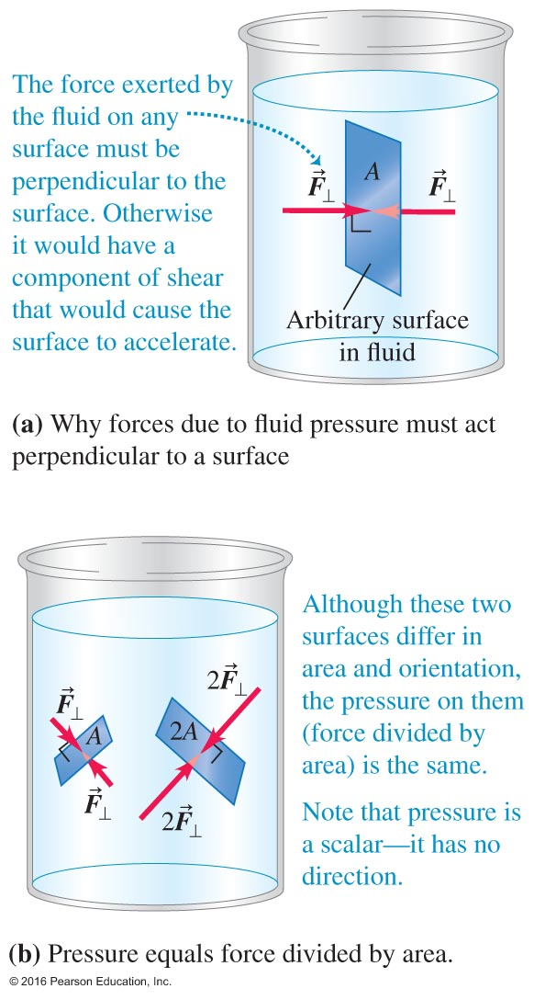 The force exerted by
the fluid on any
surface must be
perpendicular to the
surface. Otherwise
it would have a
component of shear
that would cause the
surface to accelerate.
A
F⃗⊥
F⃗⊥
Arbitrary surface
in fluid
(a) Why forces due to fluid pressure must act
perpendicular to a surface
Although these two
surfaces differ in
area and orientation,
the pressure on them
(force divided by
area) is the same.
Note that pressure is
a scalar—it has no
direction.
2F⃗⊥
F⃗⊥
A
2A
F⃗⊥
2F⃗⊥
(b) Pressure equals force divided by area.
© 2016 Pearson Education, Inc.